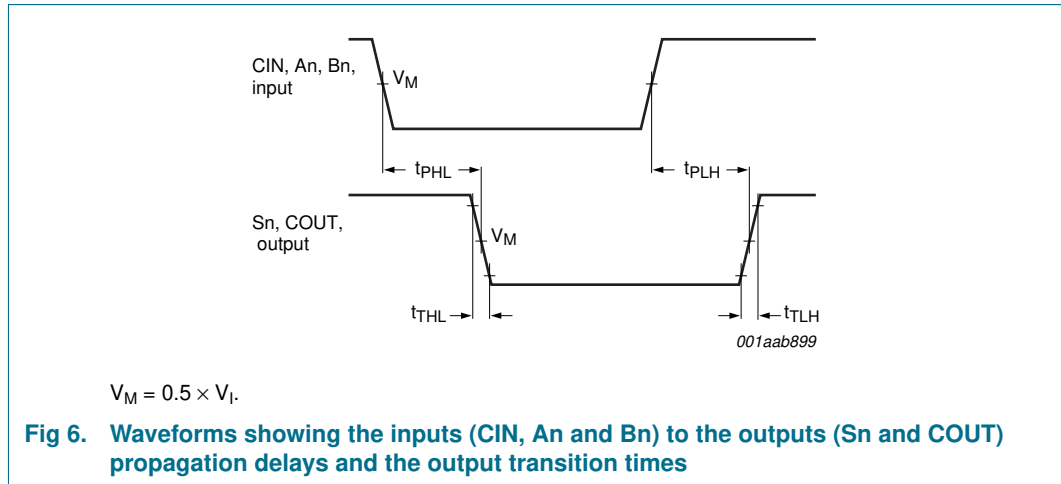 CIN, An, Bn,
input
VM
tPHL
tPLH
Sn, COUT,
output
VM
tTHL
tTLH
001aab899
VM = 0.5 × VI.
Fig 6. Waveforms showing the inputs (CIN, An and Bn) to the outputs (Sn and COUT)
propagation delays and the output transition times